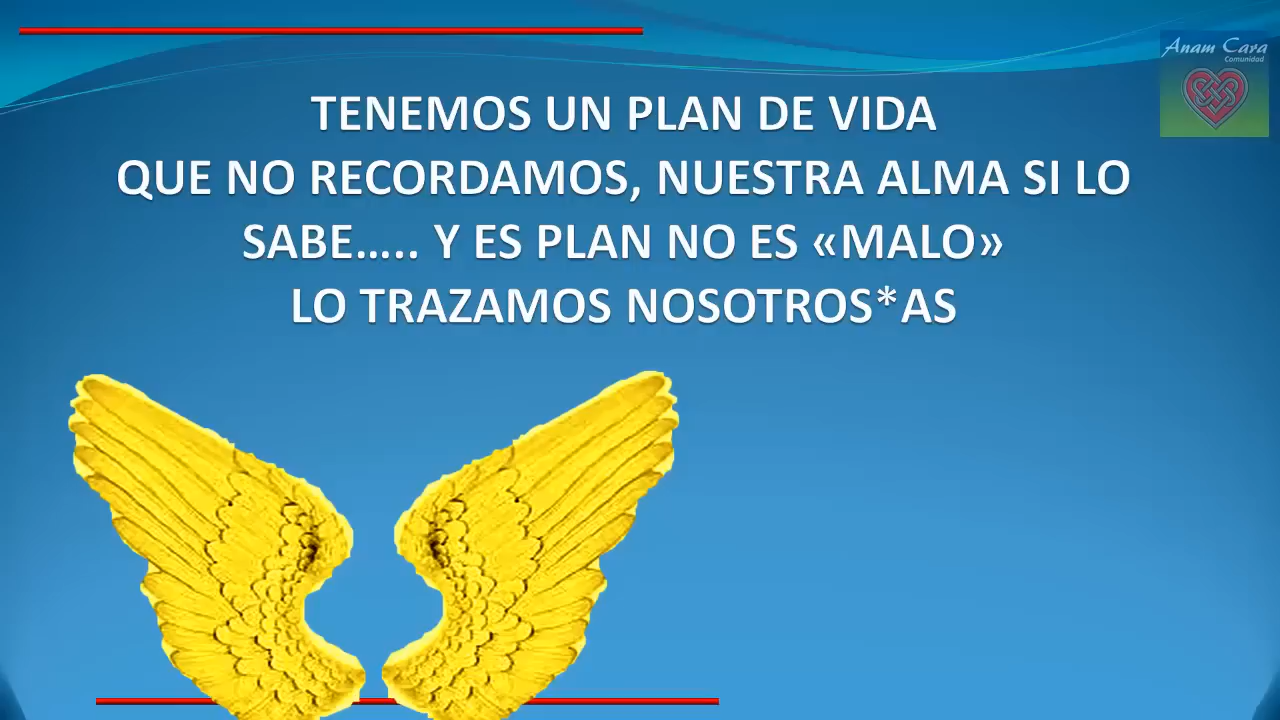 Anam Cara
Comunidad
TENEMOS UN PLAN DE VIDA
QUE NO RECORDAMOS, NUESTRA ALMA SI LO
SABE..... Y ES PLAN NO ES «MALO»
LO TRAZAMOS NOSOTROS*AS